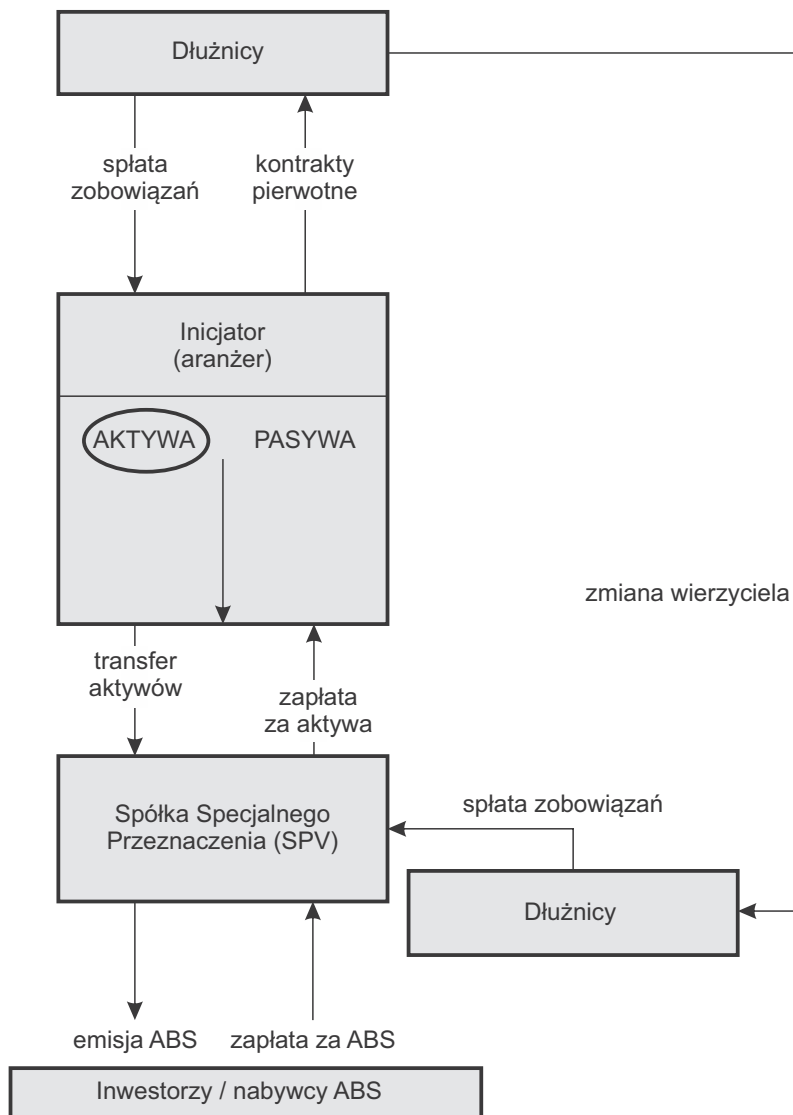 Dłużnicy
spłata
zobowiązań
kontrakty
pierwotne
Inicjator
(aranżer)
AKTYWA
PASYWA
zmiana wierzyciela
transfer
aktywów
zapłata
za aktywa
Spółka Specjalnego
Przeznaczenia (SPV)
spłata zobowiązań
Dłużnicy
emisja ABS
zapłata za ABS
Inwestorzy / nabywcy ABS